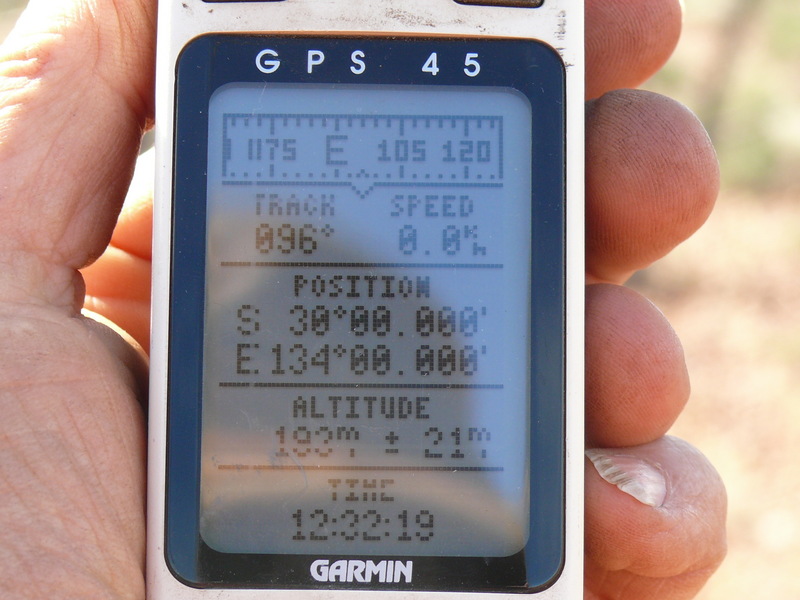 GPS 45
075 E 105 120
TRACK SPEED
096° 0.0 K/h
POSITION
S 30°00.000'
E 134°00.000'
ALTITUDE
193m ± 21m
TIME
12:32:19
GARMIN